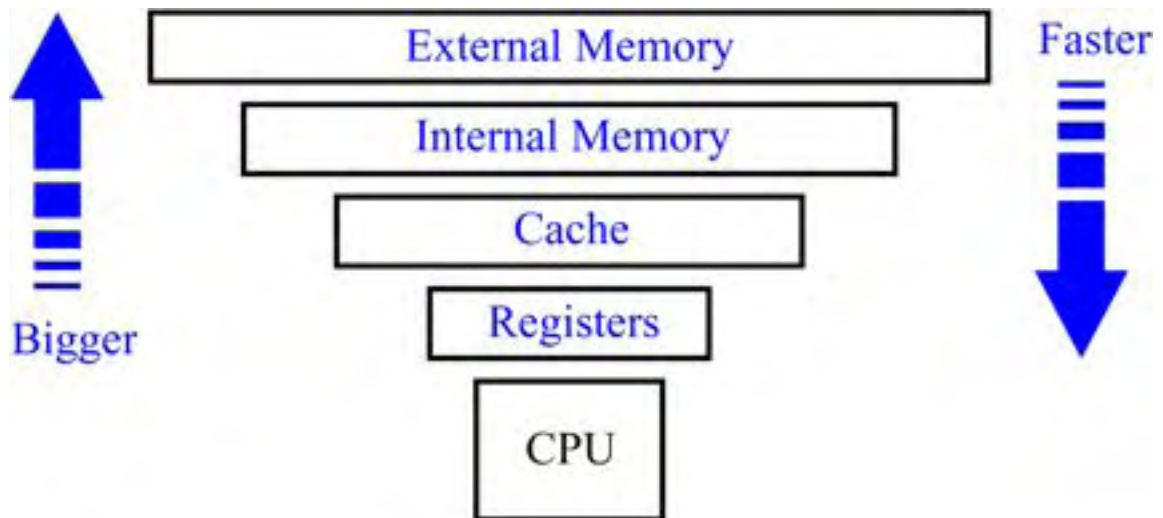 External Memory
Faster
Internal Memory
Cache
Registers
Bigger
CPU